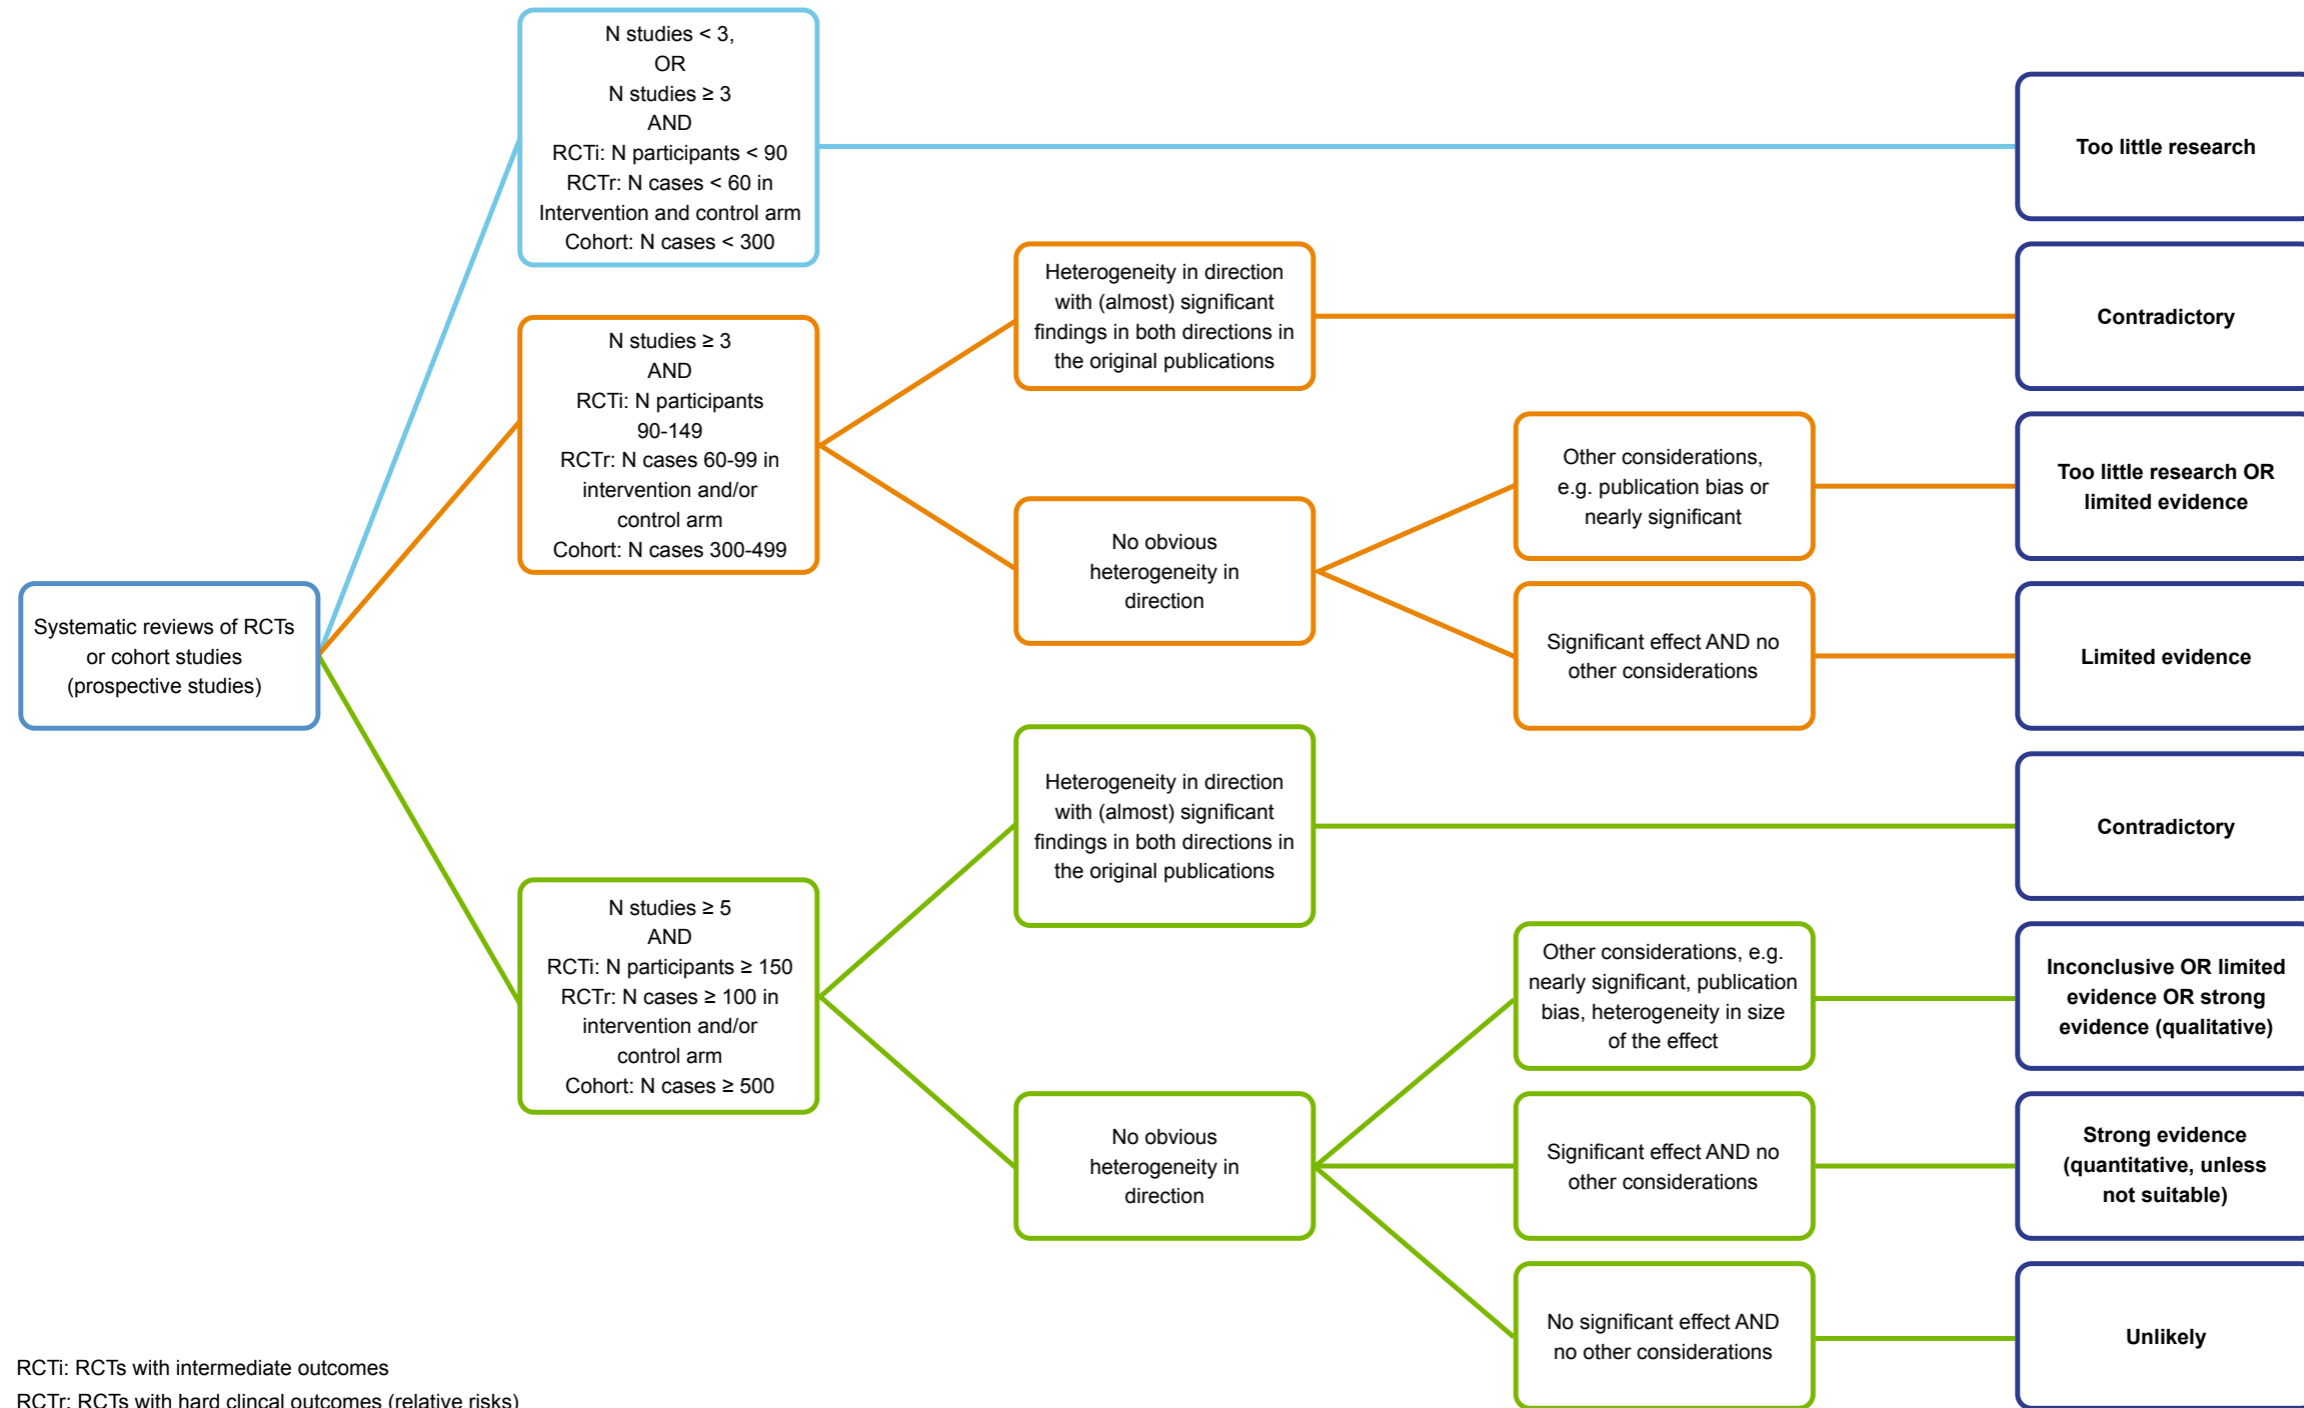 N studies < 3,
OR
N studies ≥ 3
AND
RCTi: N participants < 90
RCTr: N cases < 60 in
Intervention and control arm
Cohort: N cases < 300
Too little research
Heterogeneity in direction
with (almost) significant
findings in both directions in
the original publications
Contradictory
N studies ≥ 3
AND
RCTi: N participants
90-149
RCTr: N cases 60-99 in
intervention and/or
control arm
Cohort: N cases 300-499
Other considerations,
e.g. publication bias or
nearly significant
Too little research OR
limited evidence
No obvious
heterogeneity in
direction
Significant effect AND no
other considerations
Limited evidence
Systematic reviews of RCTs
or cohort studies
(prospective studies)
Heterogeneity in direction
with (almost) significant
findings in both directions in
the original publications
Contradictory
N studies ≥ 5
AND
RCTi: N participants ≥ 150
RCTr: N cases ≥ 100 in
intervention and/or
control arm
Cohort: N cases ≥ 500
Other considerations, e.g.
nearly significant, publication
bias, heterogeneity in size
of the effect
Inconclusive OR limited
evidence OR strong
evidence (qualitative)
No obvious
heterogeneity in
direction
Significant effect AND no
other considerations
Strong evidence
(quantitative, unless
not suitable)
No significant effect AND
no other considerations
Unlikely
RCTi: RCTs with intermediate outcomes
RCTr: RCTs with hard clincal outcomes (relative risks)